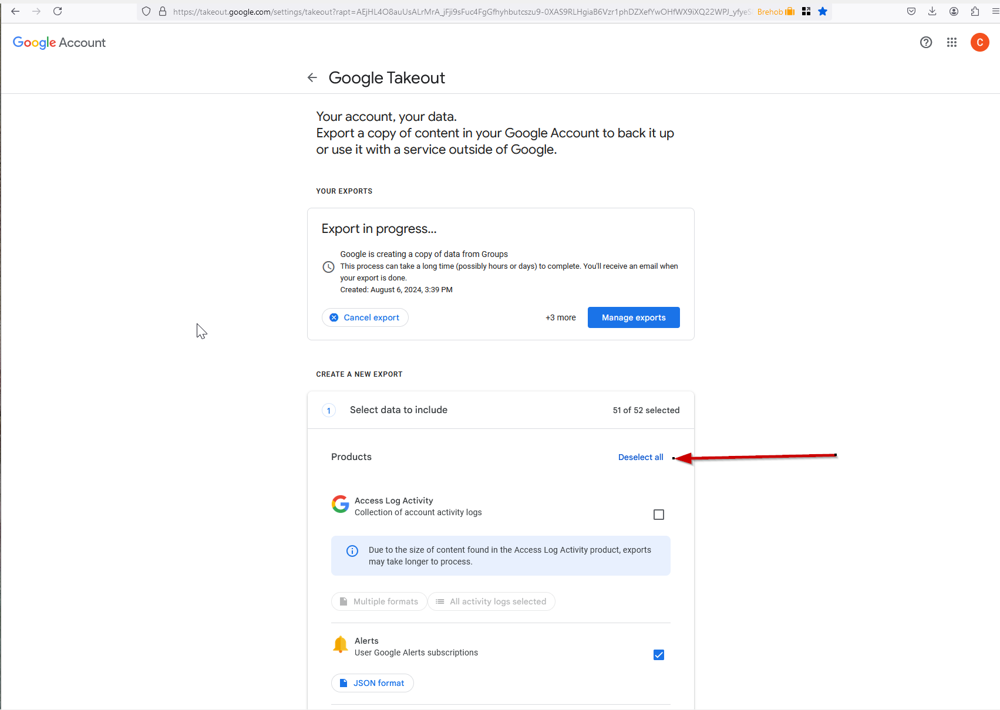 https://takeout.google.com/settings/takeout?rapt=AEjHL4O8auUsALrMrA_jFji9sFuc4FgGfhyhbutcszu9-0XAS9RLHgiaB6Vzr1phDZXefYwOHfWX9iXQ22WPJ_yfyeS
Brehob
Google Account
C
Google Takeout
Your account, your data.
Export a copy of content in your Google Account to back it up
or use it with a service outside of Google.
YOUR EXPORTS
Export in progress...
Google is creating a copy of data from Groups
This process can take a long time (possibly hours or days) to complete. You'll receive an email when
your export is done.
Created: August 6, 2024, 3:39 PM
Cancel export
+3 more
Manage exports
CREATE A NEW EXPORT
1
Select data to include
51 of 52 selected
Products
Deselect all
Access Log Activity
Collection of account activity logs
Due to the size of content found in the Access Log Activity product, exports
may take longer to process.
Multiple formats
All activity logs selected
Alerts
User Google Alerts subscriptions
JSON format